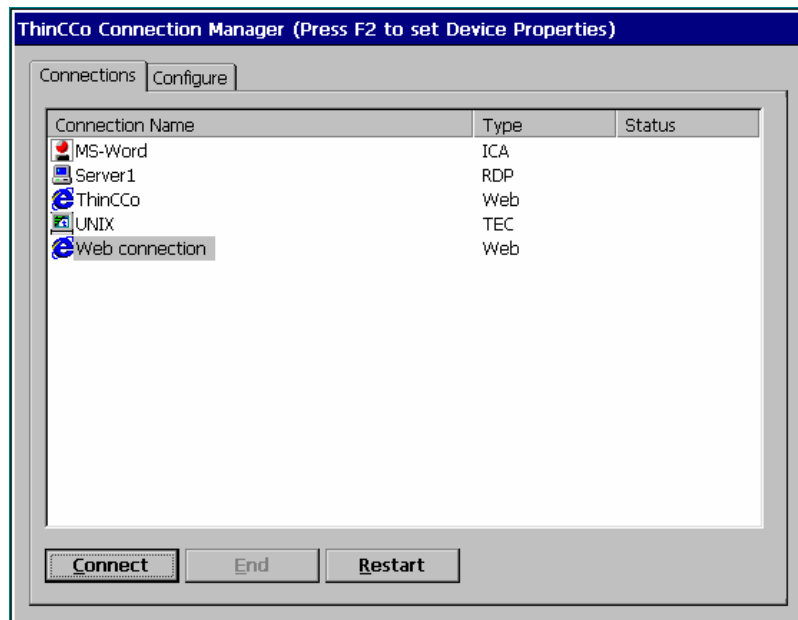 ThinCCo Connection Manager (Press F2 to set Device Properties)
Connections Configure
Connection Name Type Status
MS-Word ICA
Server1 RDP
ThinCCo Web
UNIX TEC
Web connection Web
Connect End Restart